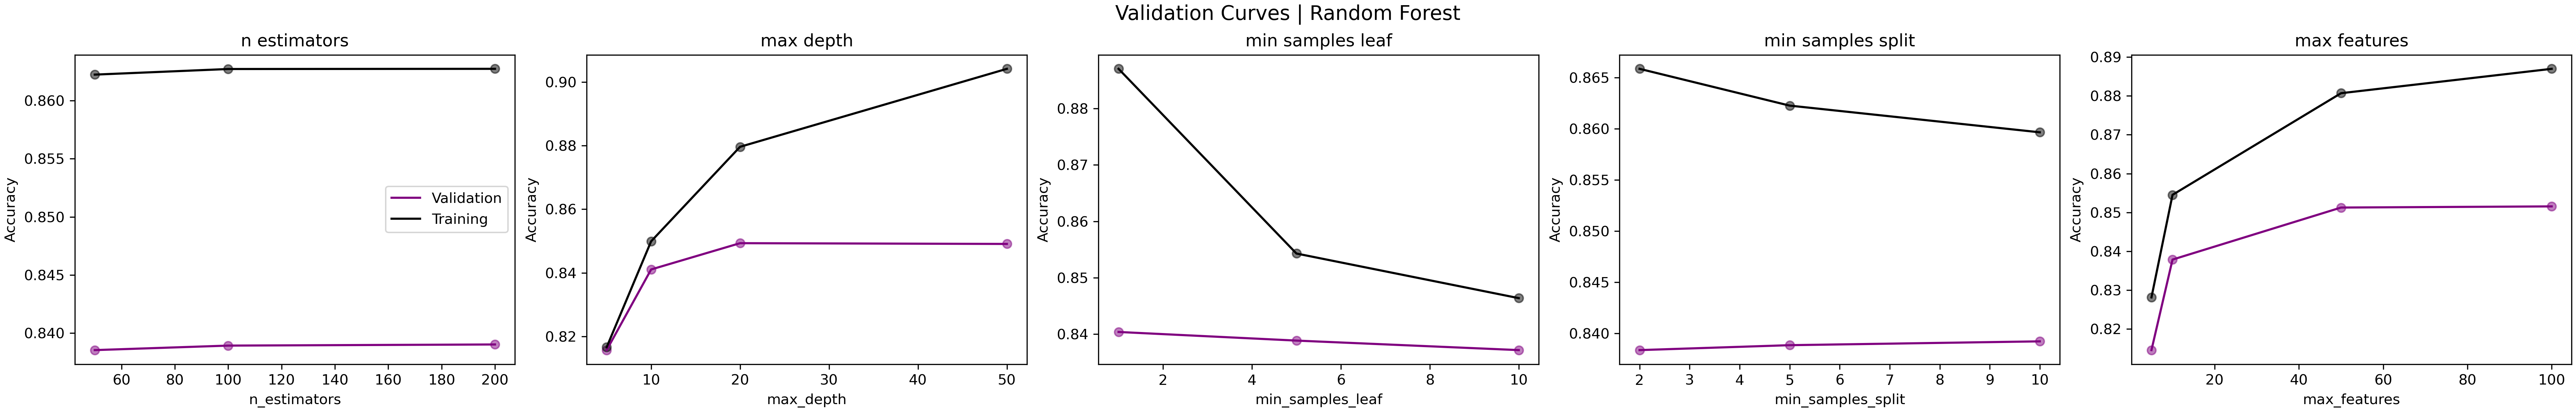 Validation Curves | Random Forest
n estimators
Accuracy
0.860
0.855
0.850
0.845
0.840
Validation
Training
60 80 100 120 140 160 180 200
n_estimators
max depth
Accuracy
0.90
0.88
0.86
0.84
0.82
10 20 30 40 50
max_depth
min samples leaf
Accuracy
0.88
0.87
0.86
0.85
0.84
2 4 6 8 10
min_samples_leaf
min samples split
Accuracy
0.865
0.860
0.855
0.850
0.845
0.840
2 3 4 5 6 7 8 9 10
min_samples_split
max features
Accuracy
0.89
0.88
0.87
0.86
0.85
0.84
0.83
0.82
20 40 60 80 100
max_features